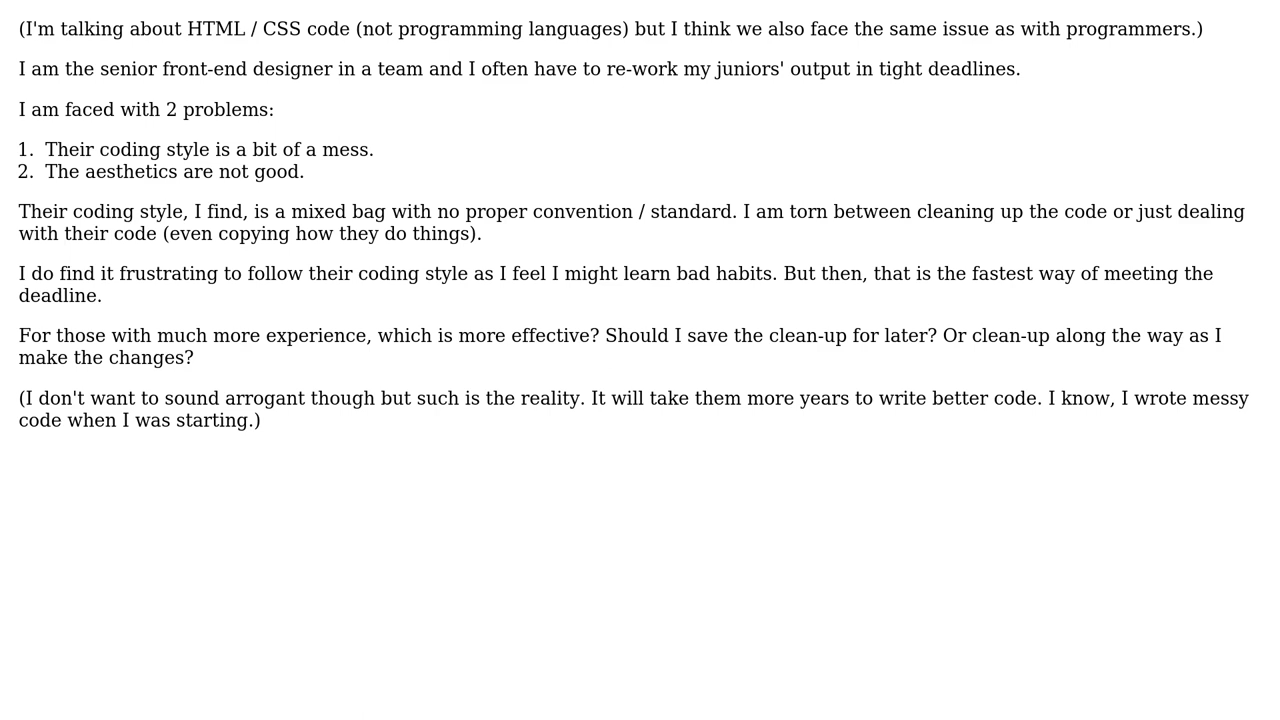 (I'm talking about HTML / CSS code (not programming languages) but I think we also face the same issue as with programmers.)
I am the senior front-end designer in a team and I often have to re-work my juniors' output in tight deadlines.
I am faced with 2 problems:
1. Their coding style is a bit of a mess.
2. The aesthetics are not good.
Their coding style, I find, is a mixed bag with no proper convention / standard. I am torn between cleaning up the code or just dealing
with their code (even copying how they do things).
I do find it frustrating to follow their coding style as I feel I might learn bad habits. But then, that is the fastest way of meeting the
deadline.
For those with much more experience, which is more effective? Should I save the clean-up for later? Or clean-up along the way as I
make the changes?
(I don't want to sound arrogant though but such is the reality. It will take them more years to write better code. I know, I wrote messy
code when I was starting.)